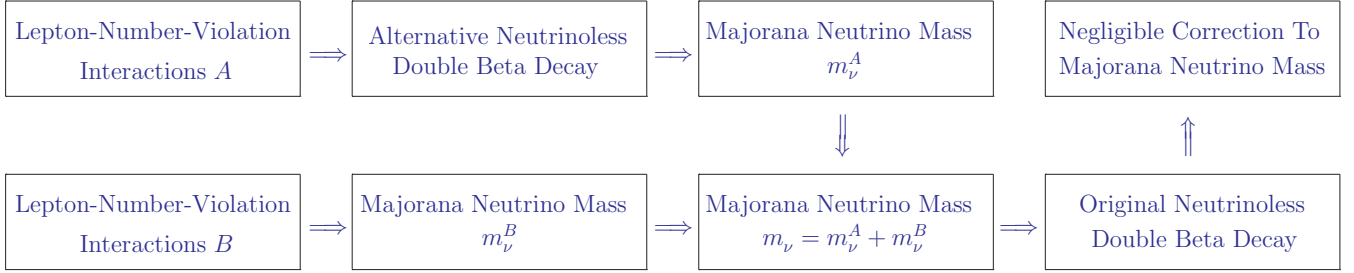 Lepton-Number-Violation
Interactions A
⟹
Alternative Neutrinoless
Double Beta Decay
⟹
Majorana Neutrino Mass
m_ν^A
Negligible Correction To
Majorana Neutrino Mass
⇓
⇑
Lepton-Number-Violation
Interactions B
⟹
Majorana Neutrino Mass
m_ν^B
⟹
Majorana Neutrino Mass
m_ν = m_ν^A + m_ν^B
⟹
Original Neutrinoless
Double Beta Decay